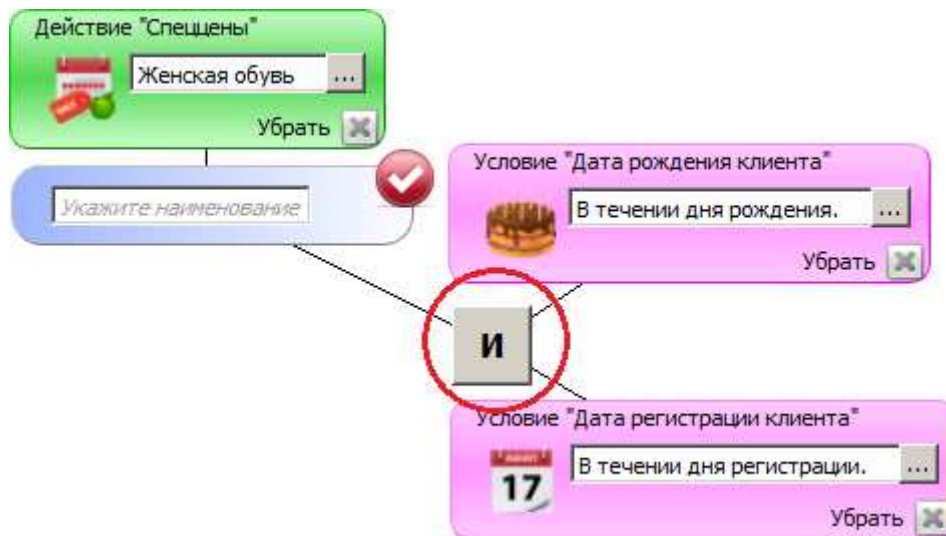 Действие "Спеццены"
Женская обувь ...
Убрать
Укажите наименование
Условие "Дата рождения клиента"
В течении дня рождения. ...
Убрать
И
Условие "Дата регистрации клиента"
17
В течении дня регистрации. ...
Убрать